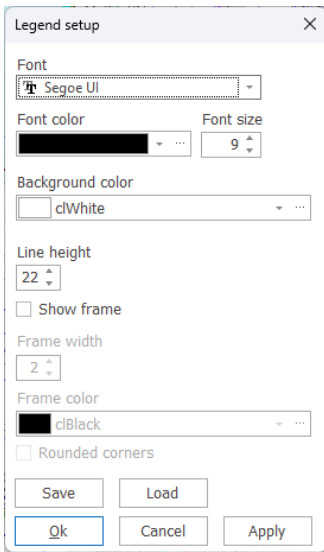 Legend setup
Font
Segoe UI
Font color Font size
9
Background color
clWhite
Line height
22
Show frame
Frame width
2
Frame color
clBlack
Rounded corners
Save Load
Ok Cancel Apply